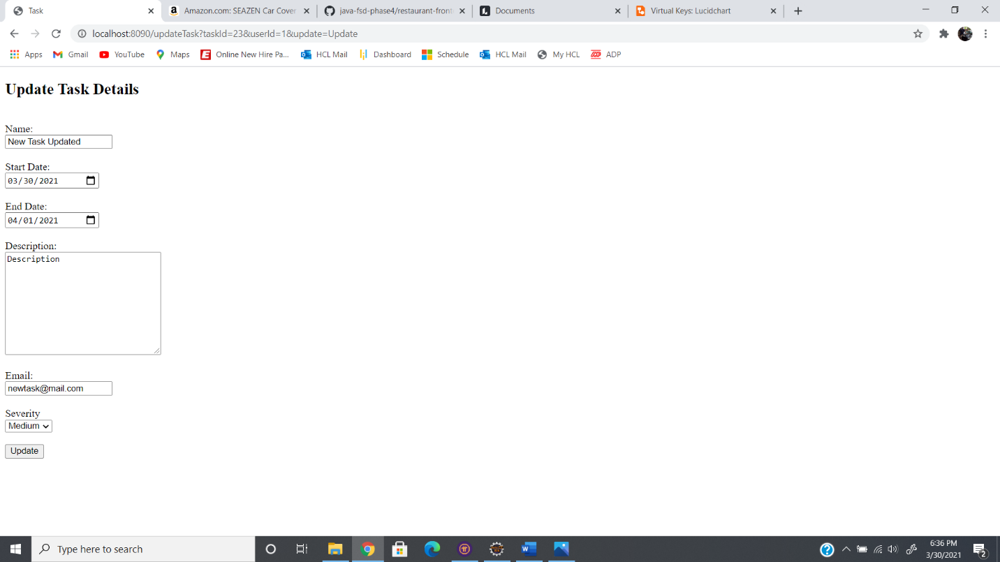 Task
Amazon.com: SEAZEN Car Cover
java-fsd-phase4/restaurant-front
Documents
Virtual Keys: Lucidchart
localhost:8090/updateTask?taskId=23&userId=1&update=Update
Apps
Gmail
YouTube
Maps
Online New Hire Pa...
HCL Mail
Dashboard
Schedule
HCL Mail
My HCL
ADP
Update Task Details
Name:
New Task Updated
Start Date:
03/30/2021
End Date:
04/01/2021
Description:
Description
Email:
newtask@mail.com
Severity
Medium
Update
Type here to search
6:36 PM
3/30/2021
2